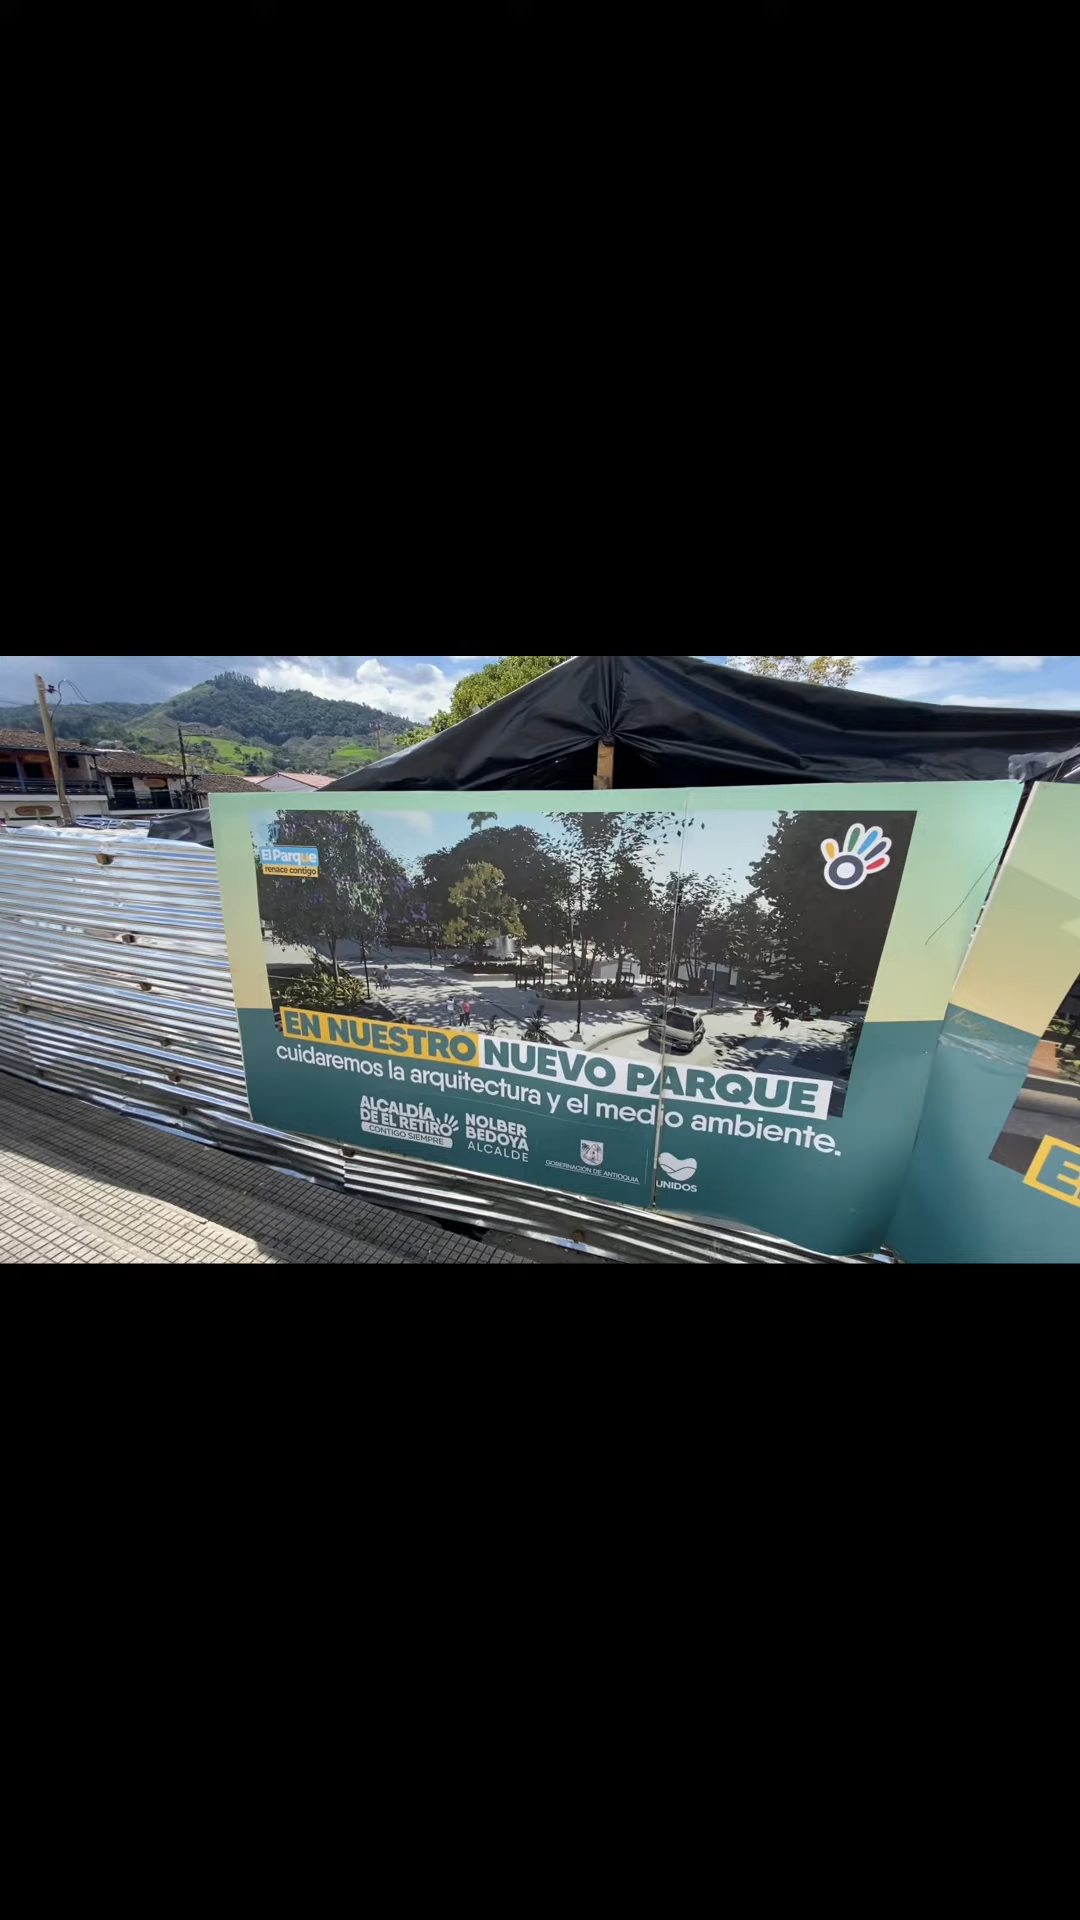 El Parque
renace contigo
EN NUESTRO NUEVO PARQUE
cuidaremos la arquitectura y el medio ambiente.
ALCALDÍA
DE EL RETIRO
CONTIGO SIEMPRE
NOLBER
BEDOYA
ALCALDE
GOBERNACIÓN DE ANTIOQUIA
UNIDOS